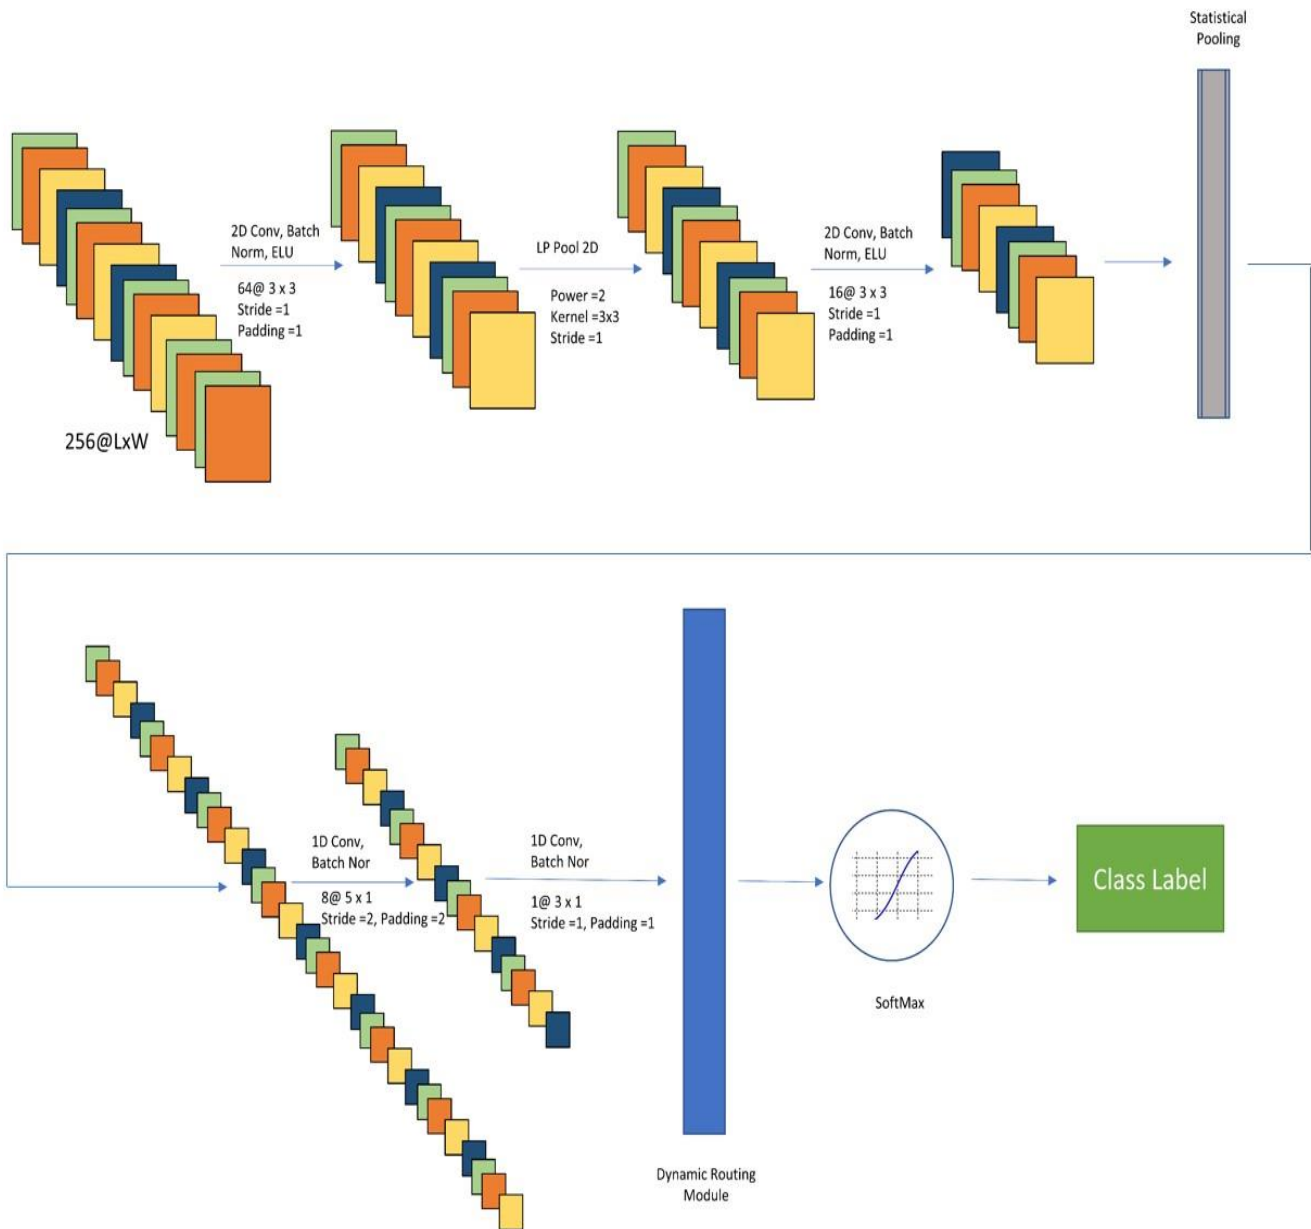 Statistical
Pooling
2D Conv, Batch
Norm, ELU
64@ 3 x 3
Stride =1
Padding =1
LP Pool 2D
Power =2
Kernel =3x3
Stride =1
2D Conv, Batch
Norm, ELU
16@ 3 x 3
Stride =1
Padding =1
256@LxW
1D Conv,
Batch Nor
8@ 5 x 1
Stride =2, Padding =2
1D Conv,
Batch Nor
1@ 3 x 1
Stride =1, Padding =1
Class Label
SoftMax
Dynamic Routing
Module